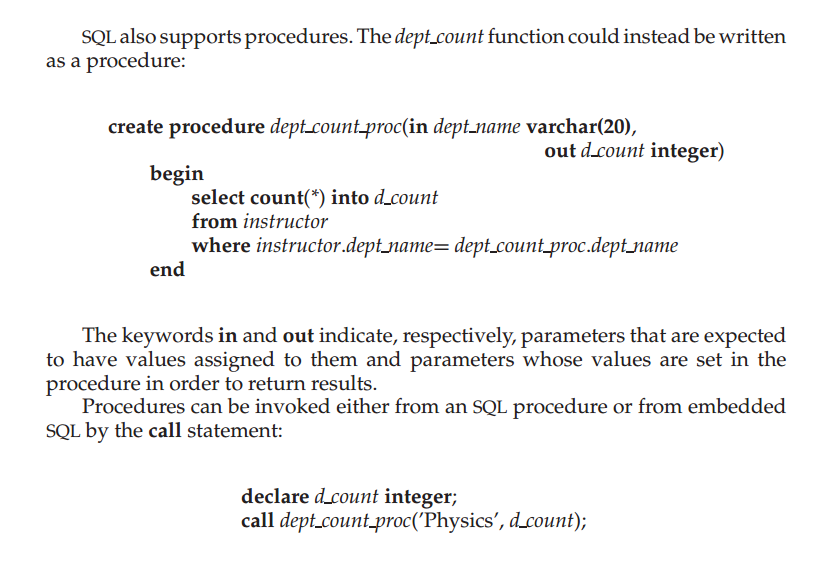 SQL also supports procedures. The dept_count function could instead be written
as a procedure:
create procedure dept_count_proc(in dept_name varchar(20),
out d_count integer)
begin
select count(*) into d_count
from instructor
where instructor.dept_name= dept_count_proc.dept_name
end
The keywords in and out indicate, respectively, parameters that are expected
to have values assigned to them and parameters whose values are set in the
procedure in order to return results.
Procedures can be invoked either from an SQL procedure or from embedded
SQL by the call statement:
declare d_count integer;
call dept_count_proc(’Physics’, d_count);